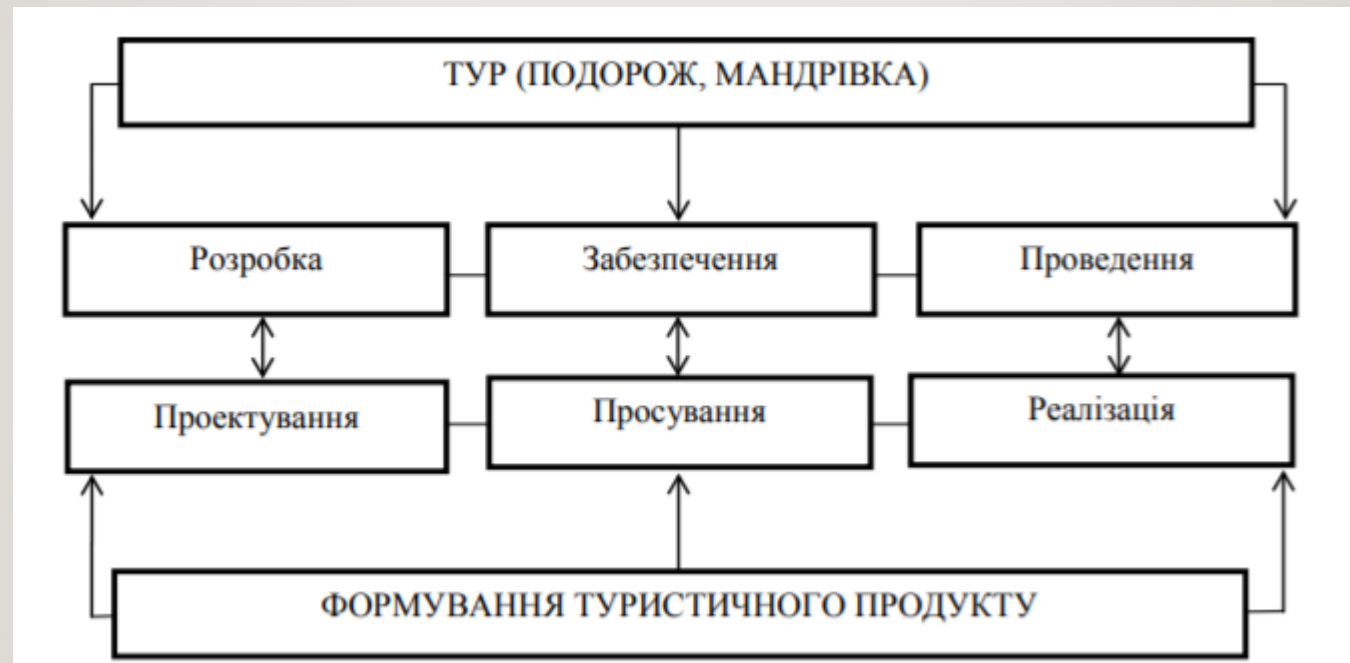 ТУР (ПОДОРОЖ, МАНДРІВКА)
Розробка
Забезпечення
Проведення
Проектування
Просування
Реалізація
ФОРМУВАННЯ ТУРИСТИЧНОГО ПРОДУКТУ